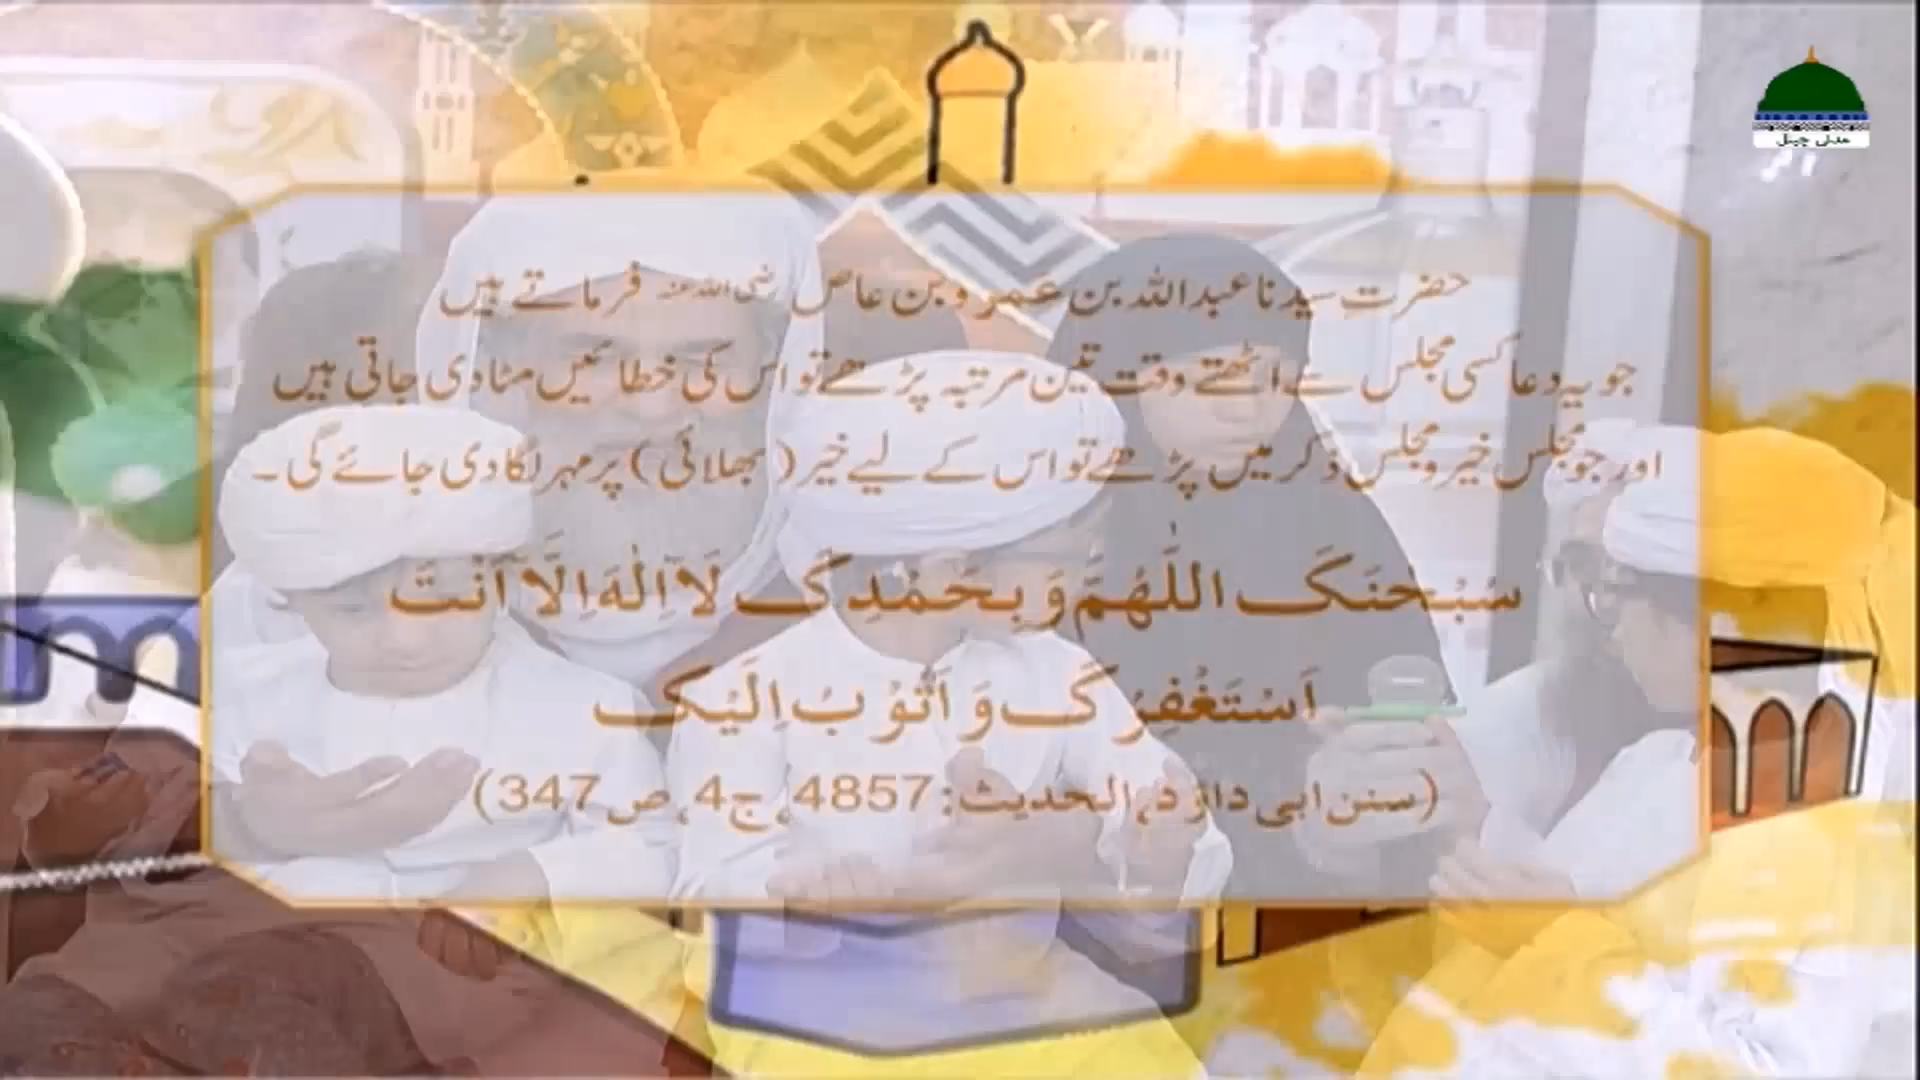 مدنی چینل
حضرتِ سیدنا عبداللہ بن عمرو بن عاص رضی اللہ عنہ فرماتے ہیں
جو یہ دعا کسی مجلس سے اٹھتے وقت تین مرتبہ پڑھے تو اس کی خطائیں مٹا دی جاتی ہیں
اور جو مجلسِ خیر و مجلسِ ذکر میں پڑھے تو اس کے لیے خیر (بھلائی) پر مہر لگا دی جائے گی۔
سُبْحٰنَکَ اللّٰھُمَّ وَبِحَمْدِکَ لَآ اِلٰہَ اِلَّا اَنْتَ
اَسْتَغْفِرُکَ وَ اَتُوْبُ اِلَیْکَ
(سنن ابی داؤد، الحدیث: 4857، ج4، ص347)